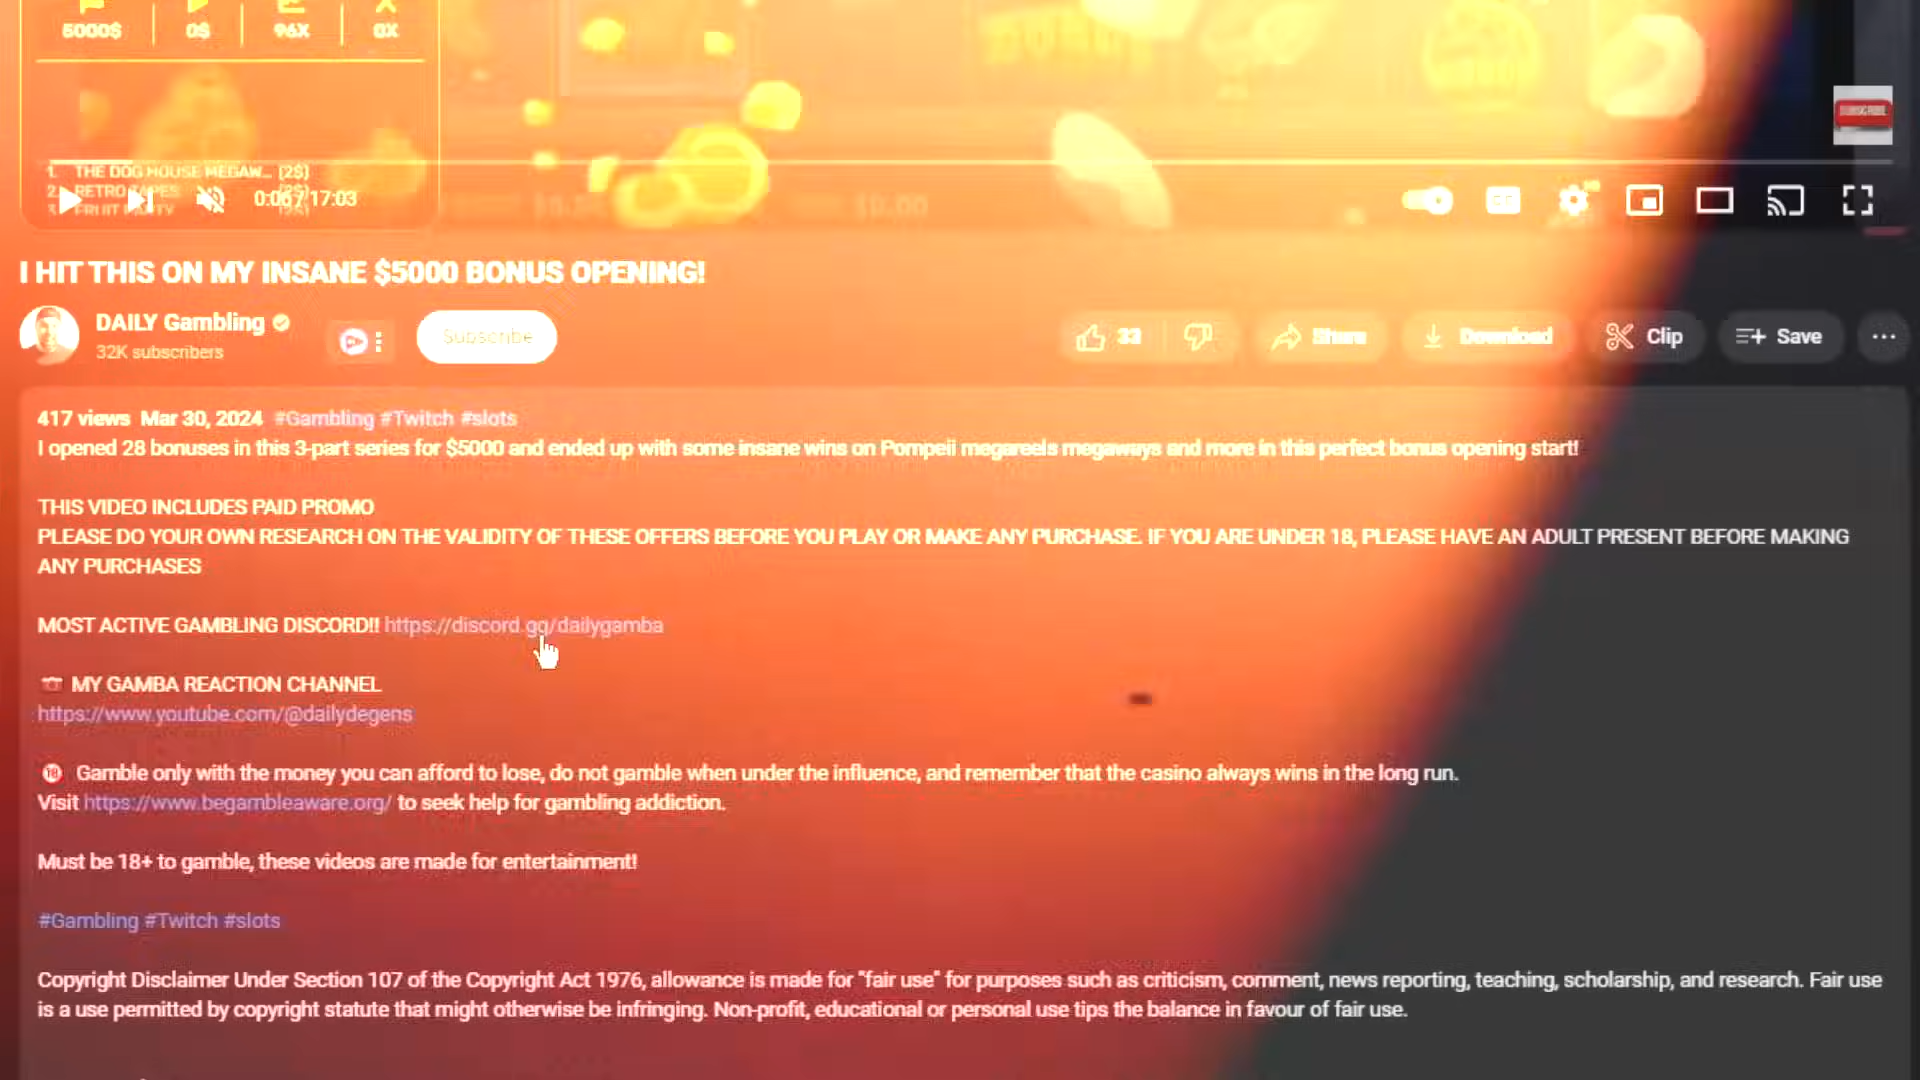 5000$ 0$ 96X 0X
SUBSCRIBE
1. THE DOG HOUSE MEGAW... (2$)
2. RETRO TAPES (2$)
3. FRUIT PARTY (2$)
0:06 / 17:03
I HIT THIS ON MY INSANE $5000 BONUS OPENING!
DAILY Gambling
32K subscribers
Subscribe
33 Share Download Clip Save
417 views Mar 30, 2024 #Gambling #Twitch #slots
I opened 28 bonuses in this 3-part series for $5000 and ended up with some insane wins on Pompeii megareels megaways and more in this perfect bonus opening start!
THIS VIDEO INCLUDES PAID PROMO
PLEASE DO YOUR OWN RESEARCH ON THE VALIDITY OF THESE OFFERS BEFORE YOU PLAY OR MAKE ANY PURCHASE. IF YOU ARE UNDER 18, PLEASE HAVE AN ADULT PRESENT BEFORE MAKING
ANY PURCHASES
MOST ACTIVE GAMBLING DISCORD!! https://discord.gg/dailygamba
MY GAMBA REACTION CHANNEL
https://www.youtube.com/@dailydegens
Gamble only with the money you can afford to lose, do not gamble when under the influence, and remember that the casino always wins in the long run.
Visit https://www.begambleaware.org/ to seek help for gambling addiction.
Must be 18+ to gamble, these videos are made for entertainment!
#Gambling #Twitch #slots
Copyright Disclaimer Under Section 107 of the Copyright Act 1976, allowance is made for "fair use" for purposes such as criticism, comment, news reporting, teaching, scholarship, and research. Fair use
is a use permitted by copyright statute that might otherwise be infringing. Non-profit, educational or personal use tips the balance in favour of fair use.